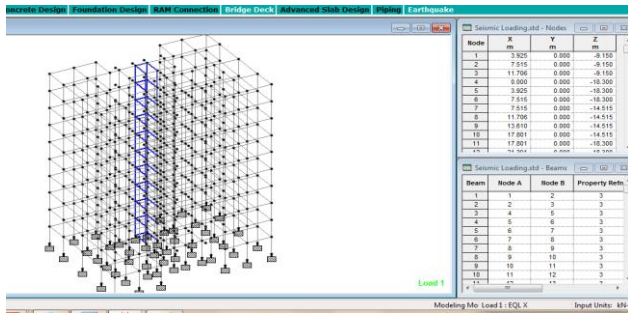 Concrete Design Foundation Design RAM Connection Bridge Deck Advanced Slab Design Piping Earthquake
Seismic Loading.std - Nodes
Node X m Y m Z m
1 3.925 0.000 -9.150
2 7.515 0.000 -9.150
3 11.706 0.000 -9.150
4 0.000 0.000 -18.300
5 3.925 0.000 -18.300
6 7.515 0.000 -18.300
7 7.515 0.000 -14.515
8 11.706 0.000 -14.515
9 13.610 0.000 -14.515
10 17.801 0.000 -14.515
11 17.801 0.000 -18.300
Seismic Loading.std - Beams
Beam Node A Node B Property Refn
1 1 2 3
2 2 3 3
3 4 5 3
4 5 6 3
5 6 7 3
6 7 8 3
7 8 9 3
8 9 10 3
9 10 11 3
10 11 12 3
Load 1
Modeling Mo Load 1 : EQL X Input Units: kN-